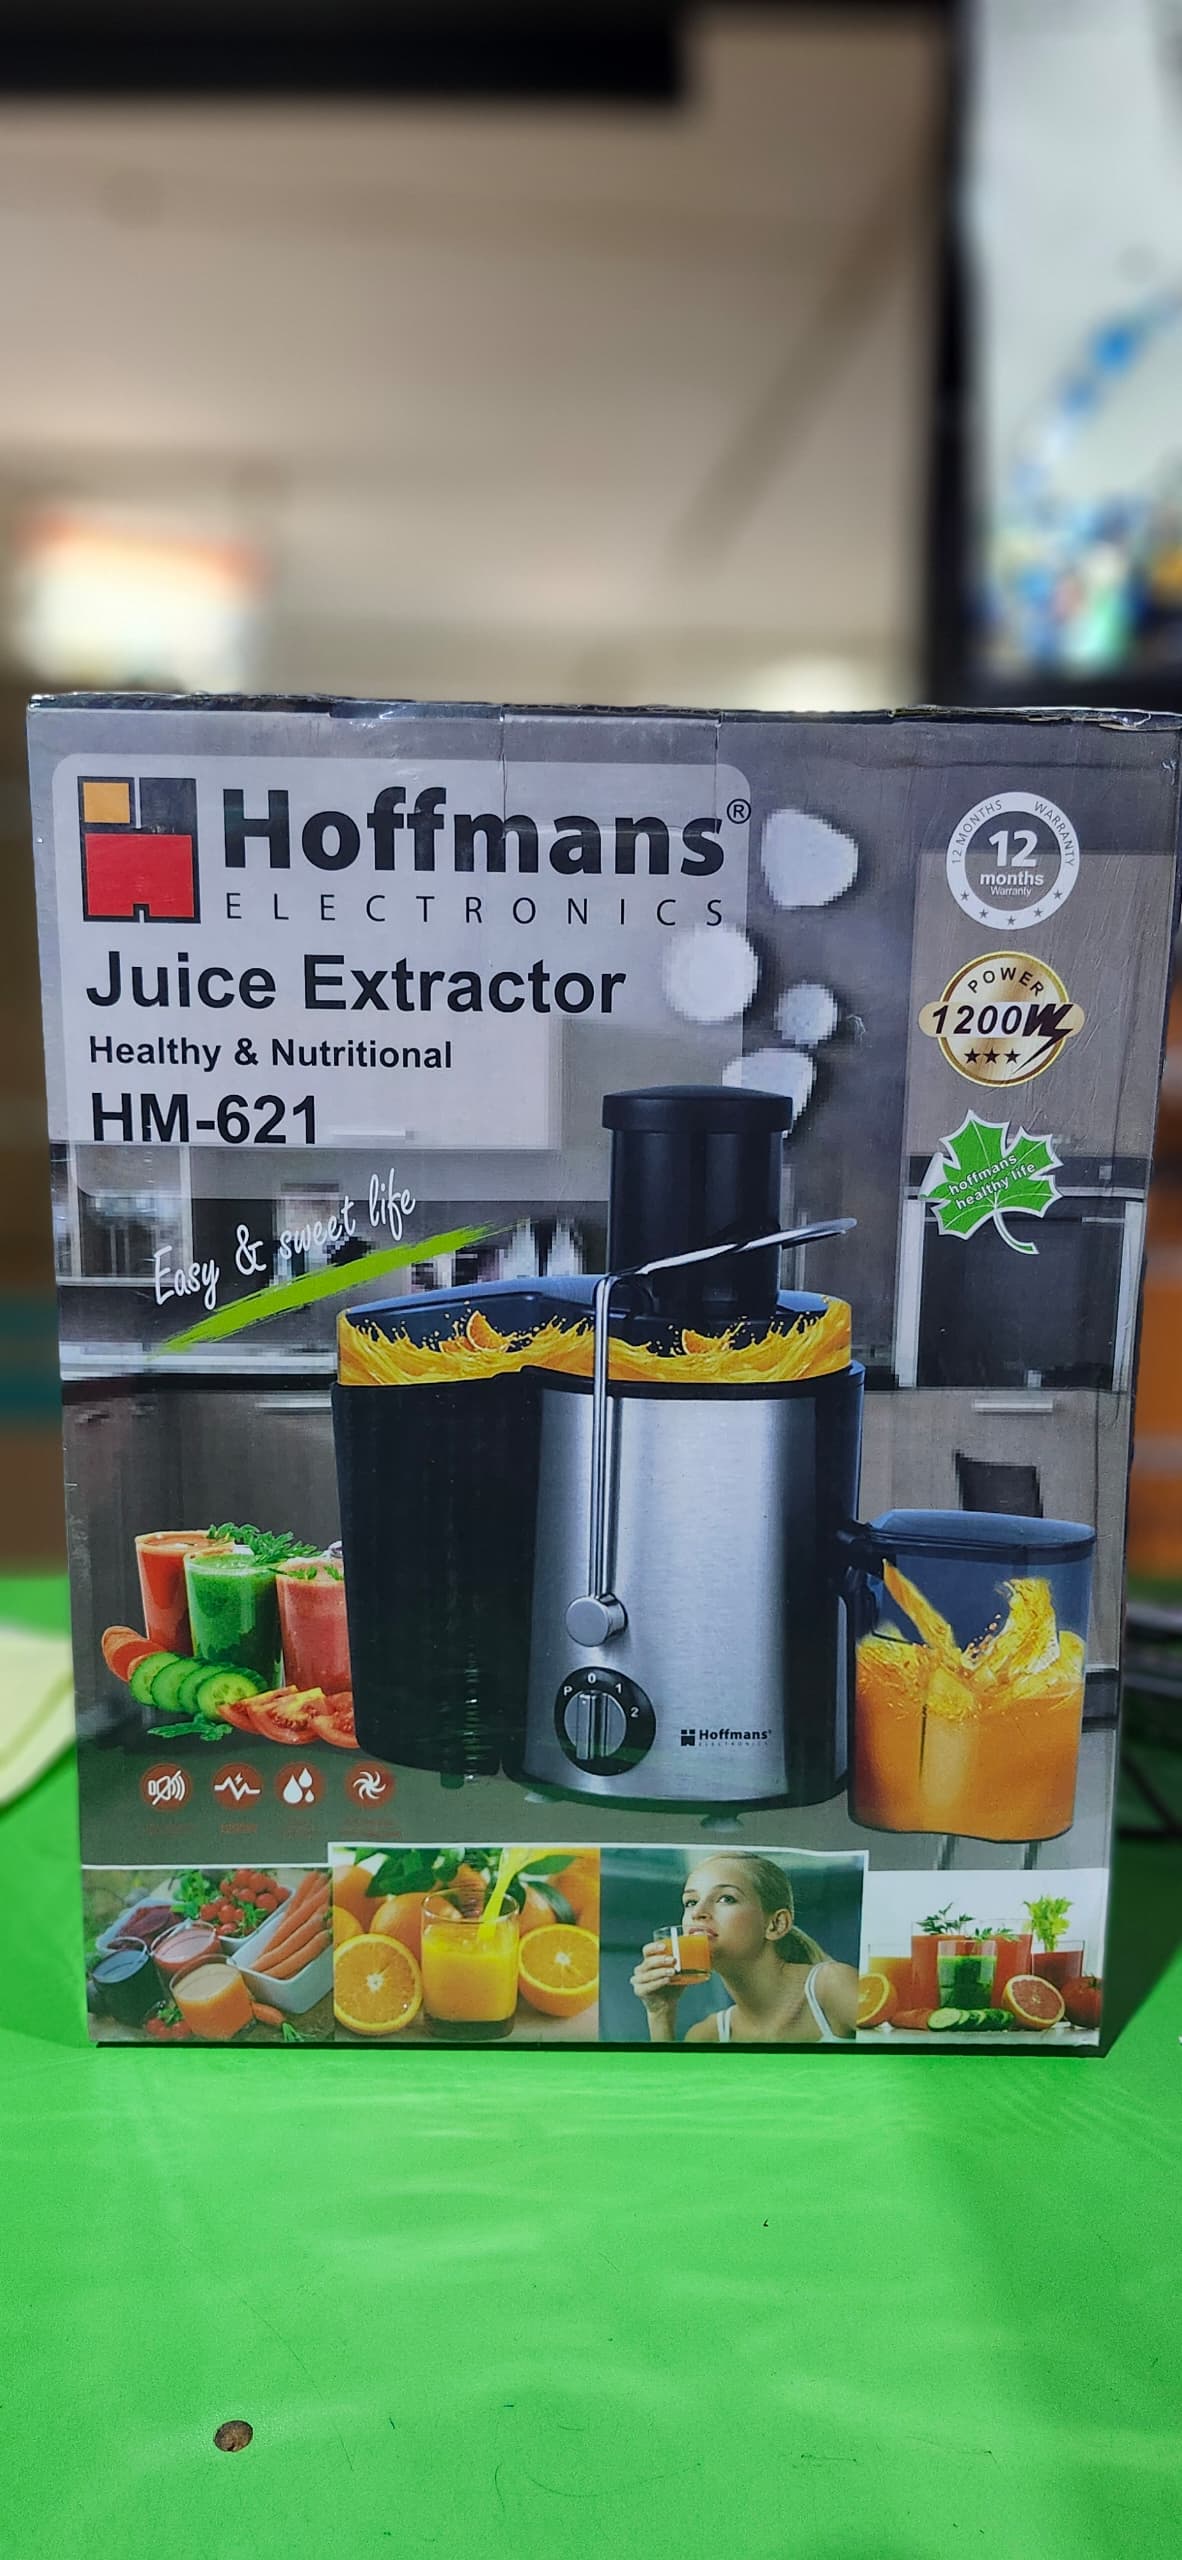 Hoffmans®
ELECTRONICS
Juice Extractor
Healthy & Nutritional
HM-621
Easy & sweet life
12 MONTHS WARRANTY
12
months
Warranty
POWER
1200W
hoffmans
healthy life
P 0 1 2
Hoffmans®
ELECTRONICS
1200W